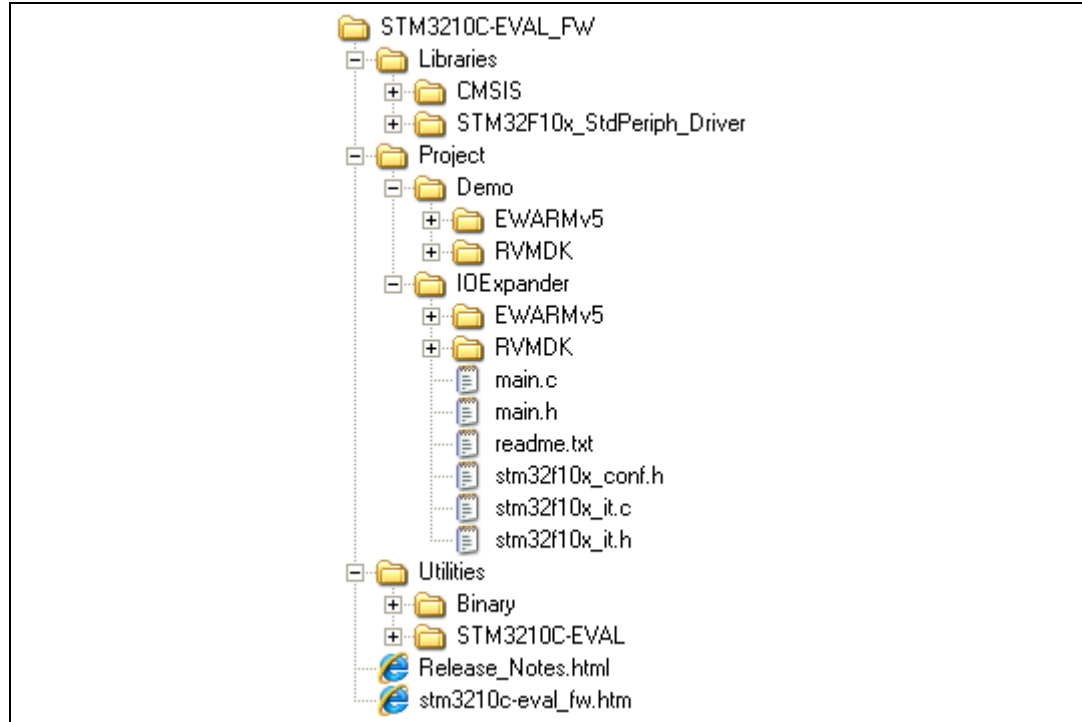 STM3210C-EVAL_FW
Libraries
CMSIS
STM32F10x_StdPeriph_Driver
Project
Demo
EWARMv5
RVMDK
IOExpander
EWARMv5
RVMDK
main.c
main.h
readme.txt
stm32f10x_conf.h
stm32f10x_it.c
stm32f10x_it.h
Utilities
Binary
STM3210C-EVAL
Release_Notes.html
stm3210c-eval_fw.htm